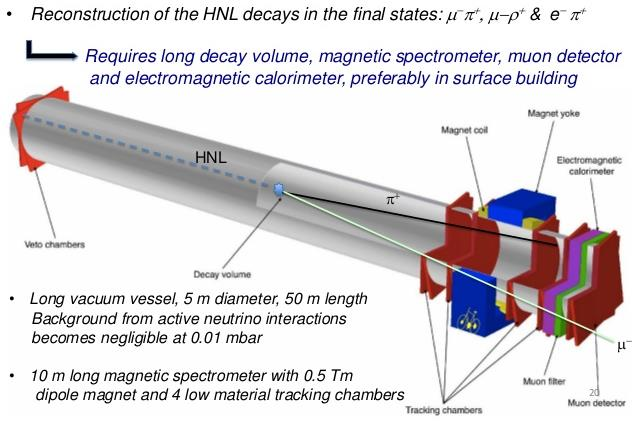 • Reconstruction of the HNL decays in the final states: μ⁻π⁺, μ–ρ⁺ & e⁻ π⁺
Requires long decay volume, magnetic spectrometer, muon detector
and electromagnetic calorimeter, preferably in surface building
Magnet yoke
Magnet coil
Electromagnetic
calorimeter
HNL
π⁺
Veto chambers
Decay volume
• Long vacuum vessel, 5 m diameter, 50 m length
Background from active neutrino interactions
becomes negligible at 0.01 mbar
μ⁻
• 10 m long magnetic spectrometer with 0.5 Tm
dipole magnet and 4 low material tracking chambers
Muon filter
20
Muon detector
Tracking chambers